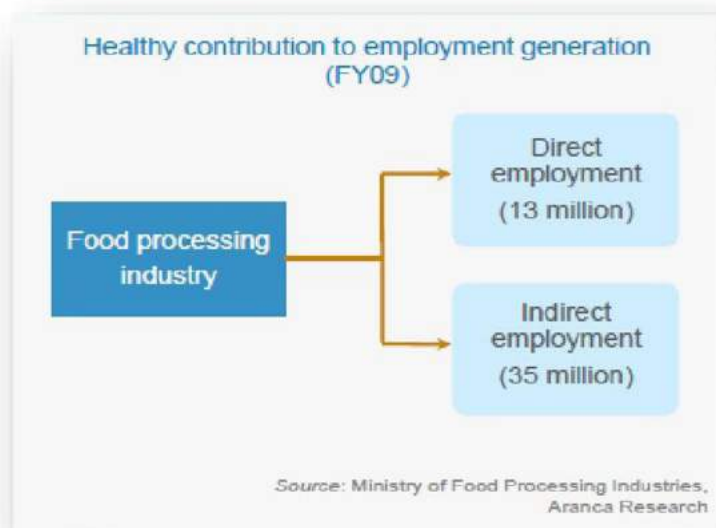 Healthy contribution to employment generation
(FY09)
Food processing
industry
Direct
employment
(13 million)
Indirect
employment
(35 million)
Source: Ministry of Food Processing Industries,
Aranca Research